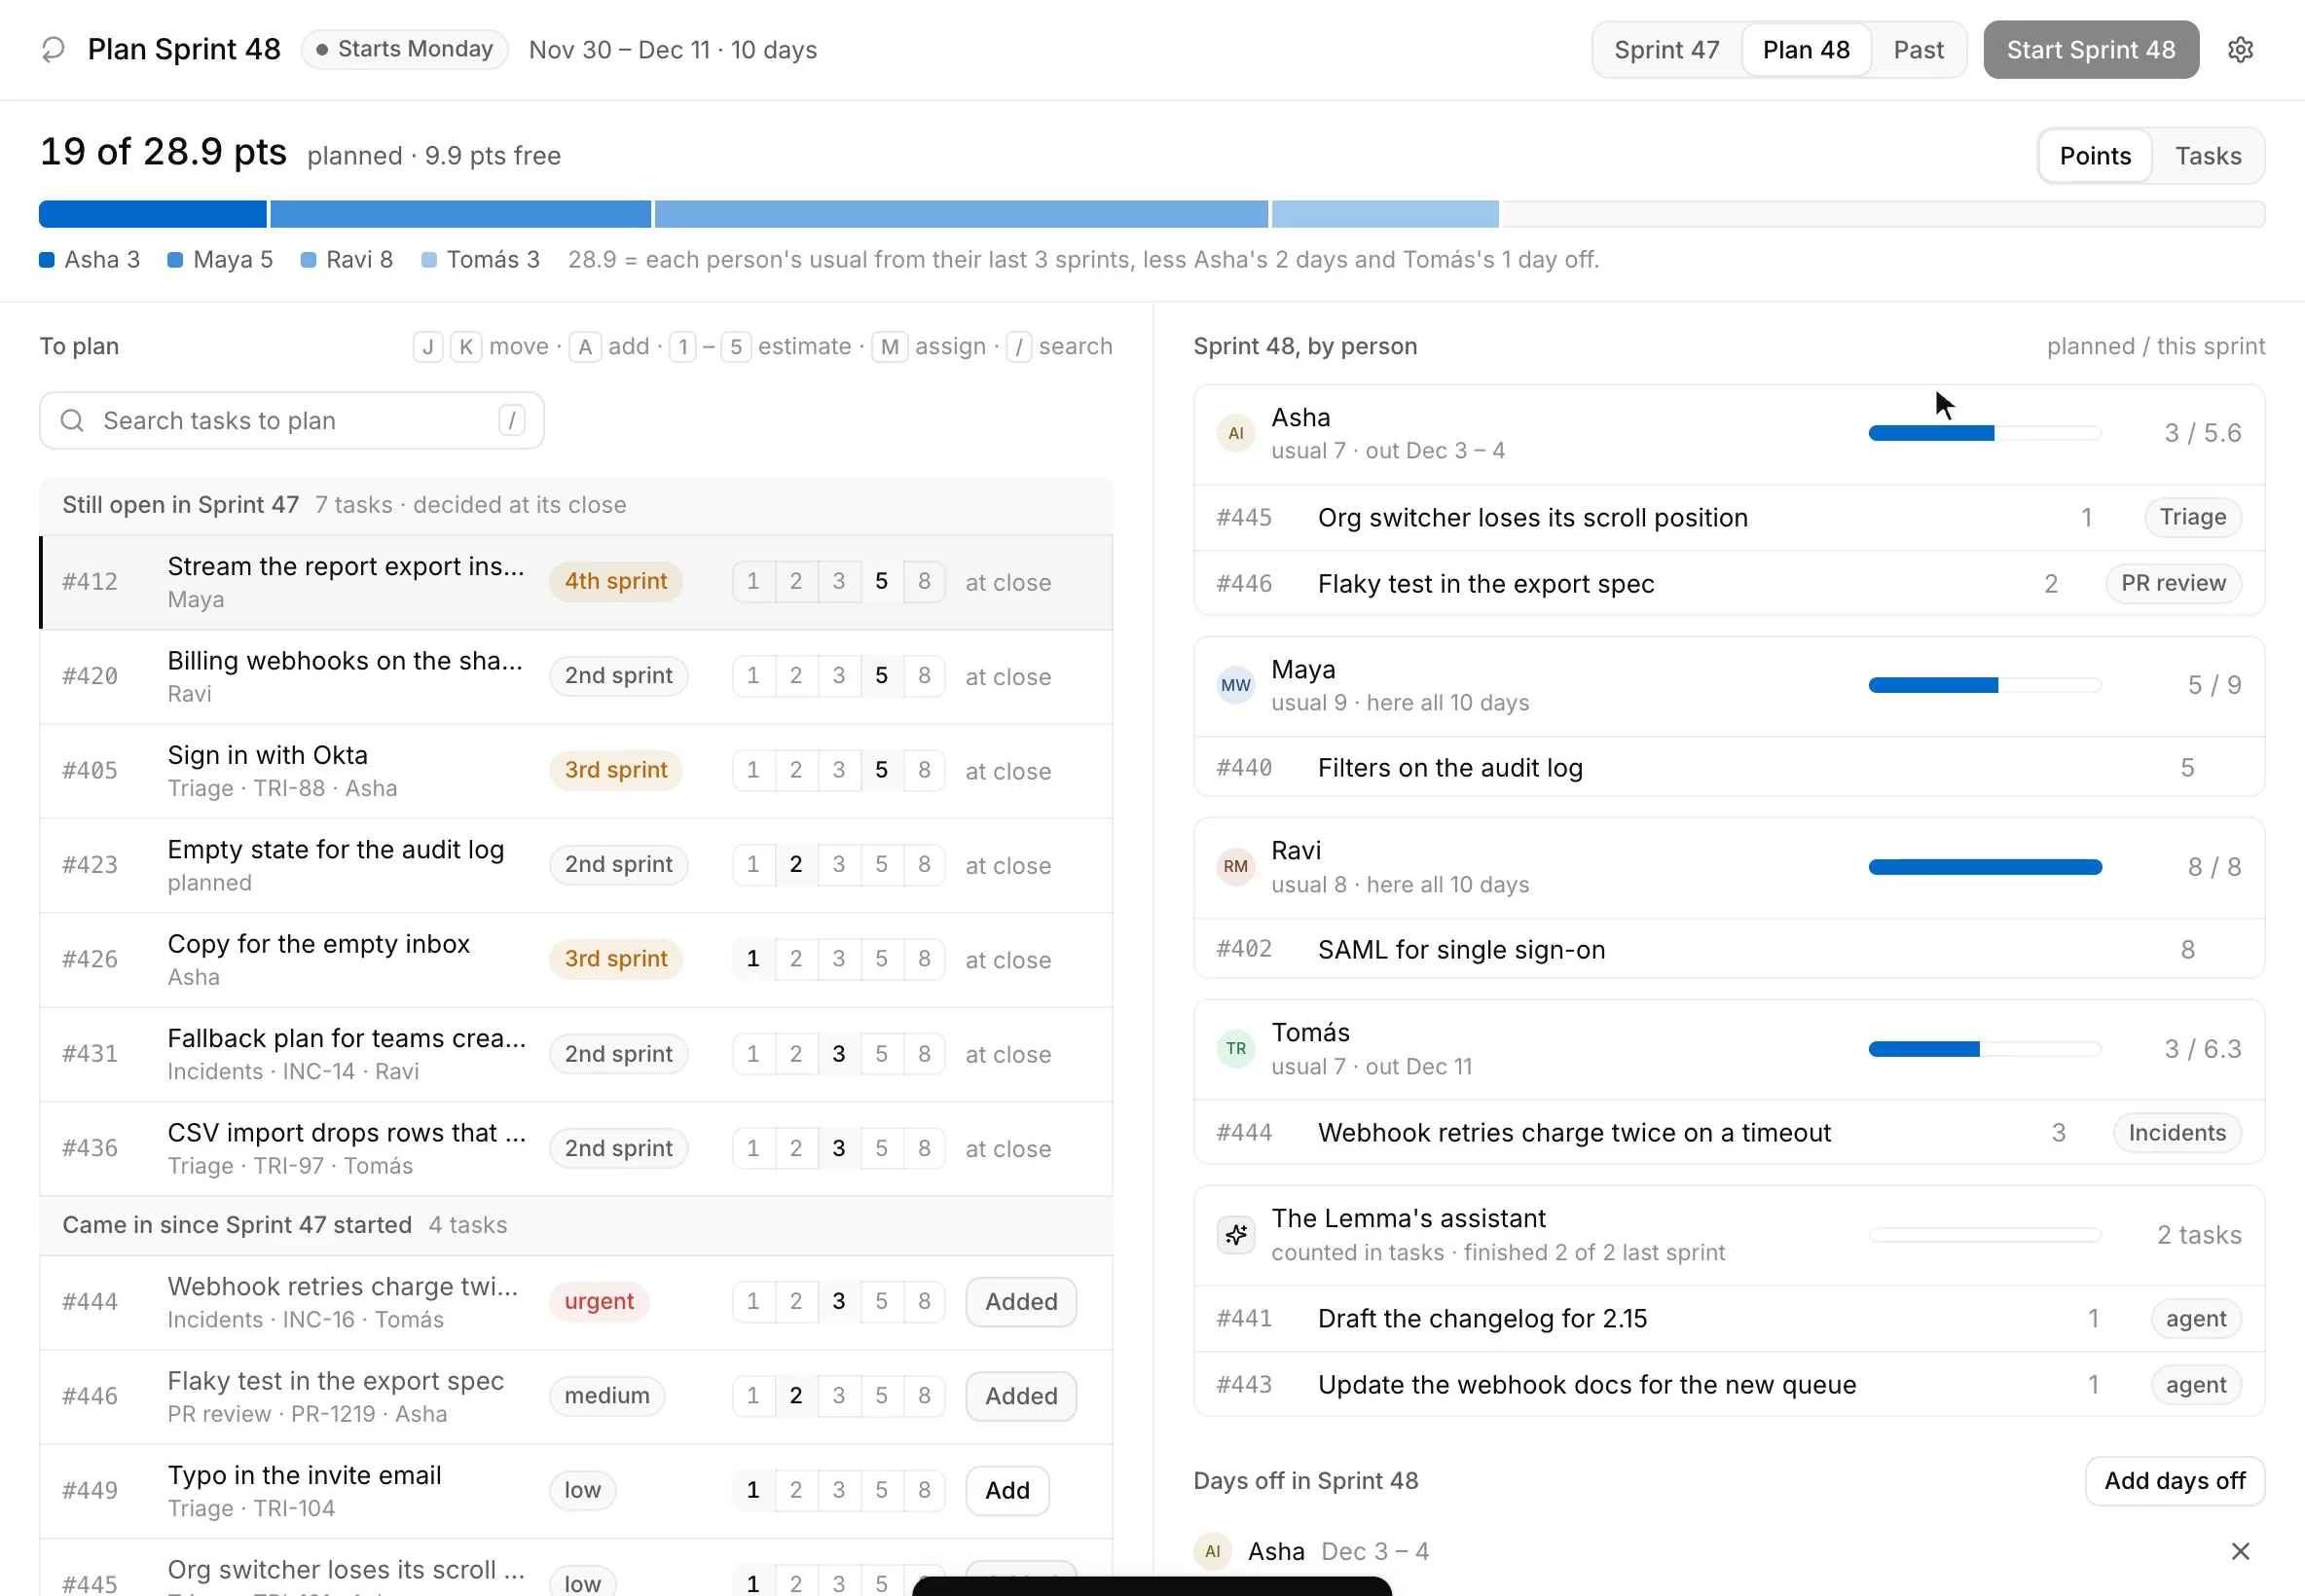 Plan Sprint 48 Starts Monday Nov 30 – Dec 11 · 10 days Sprint 47 Plan 48 Past Start Sprint 48
19 of 28.9 pts planned · 9.9 pts free Points Tasks
Asha 3 Maya 5 Ravi 8 Tomás 3 28.9 = each person's usual from their last 3 sprints, less Asha's 2 days and Tomás's 1 day off.
To plan J K move · A add · 1 – 5 estimate · M assign · / search
Search tasks to plan /
Still open in Sprint 47 7 tasks · decided at its close
#412 Stream the report export ins... 4th sprint 1 2 3 5 8 at close
Maya
#420 Billing webhooks on the sha... 2nd sprint 1 2 3 5 8 at close
Ravi
#405 Sign in with Okta 3rd sprint 1 2 3 5 8 at close
Triage · TRI-88 · Asha
#423 Empty state for the audit log 2nd sprint 1 2 3 5 8 at close
planned
#426 Copy for the empty inbox 3rd sprint 1 2 3 5 8 at close
Asha
#431 Fallback plan for teams crea... 2nd sprint 1 2 3 5 8 at close
Incidents · INC-14 · Ravi
#436 CSV import drops rows that ... 2nd sprint 1 2 3 5 8 at close
Triage · TRI-97 · Tomás
Came in since Sprint 47 started 4 tasks
#444 Webhook retries charge twi... urgent 1 2 3 5 8 Added
Incidents · INC-16 · Tomás
#446 Flaky test in the export spec medium 1 2 3 5 8 Added
PR review · PR-1219 · Asha
#449 Typo in the invite email low 1 2 3 5 8 Add
Triage · TRI-104
#445 Org switcher loses its scroll ... low 1 2 3 5
Sprint 48, by person planned / this sprint
AI Asha 3 / 5.6
usual 7 · out Dec 3 – 4
#445 Org switcher loses its scroll position 1 Triage
#446 Flaky test in the export spec 2 PR review
MW Maya 5 / 9
usual 9 · here all 10 days
#440 Filters on the audit log 5
RM Ravi 8 / 8
usual 8 · here all 10 days
#402 SAML for single sign-on 8
TR Tomás 3 / 6.3
usual 7 · out Dec 11
#444 Webhook retries charge twice on a timeout 3 Incidents
The Lemma's assistant 2 tasks
counted in tasks · finished 2 of 2 last sprint
#441 Draft the changelog for 2.15 1 agent
#443 Update the webhook docs for the new queue 1 agent
Days off in Sprint 48 Add days off
AI Asha Dec 3 – 4